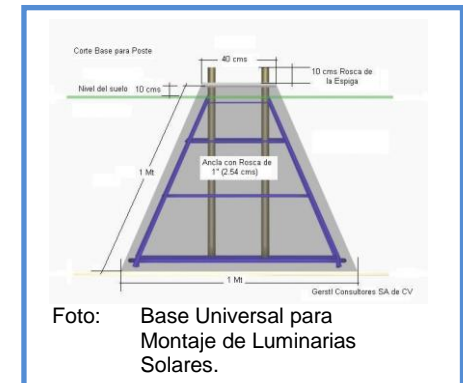 Corte Base para Poste
40 cms
10 cms Rosca de
la Espiga
Nivel del suelo 10 cms
1 Mt
Ancla con Rosca de
1" (2.54 cms)
1 Mt
Gerstl Consultores SA de CV
Foto: Base Universal para
Montaje de Luminarias
Solares.